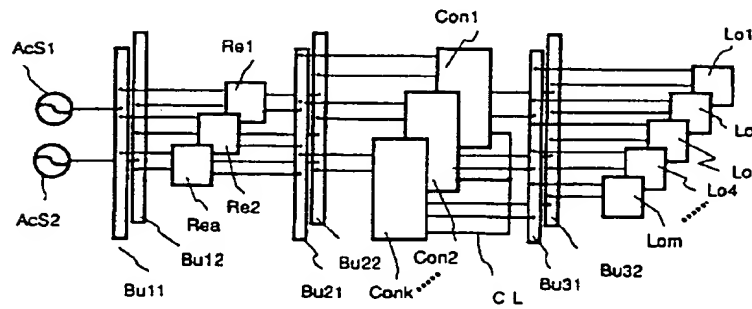 AcS1
AcS2
Bu11
Bu12
Re1
Re2
Rea
Bu21
Bu22
Con1
Con2
Conk
CL
Bu31
Bu32
Lo1
Lo
Lo
Lo4
Lom